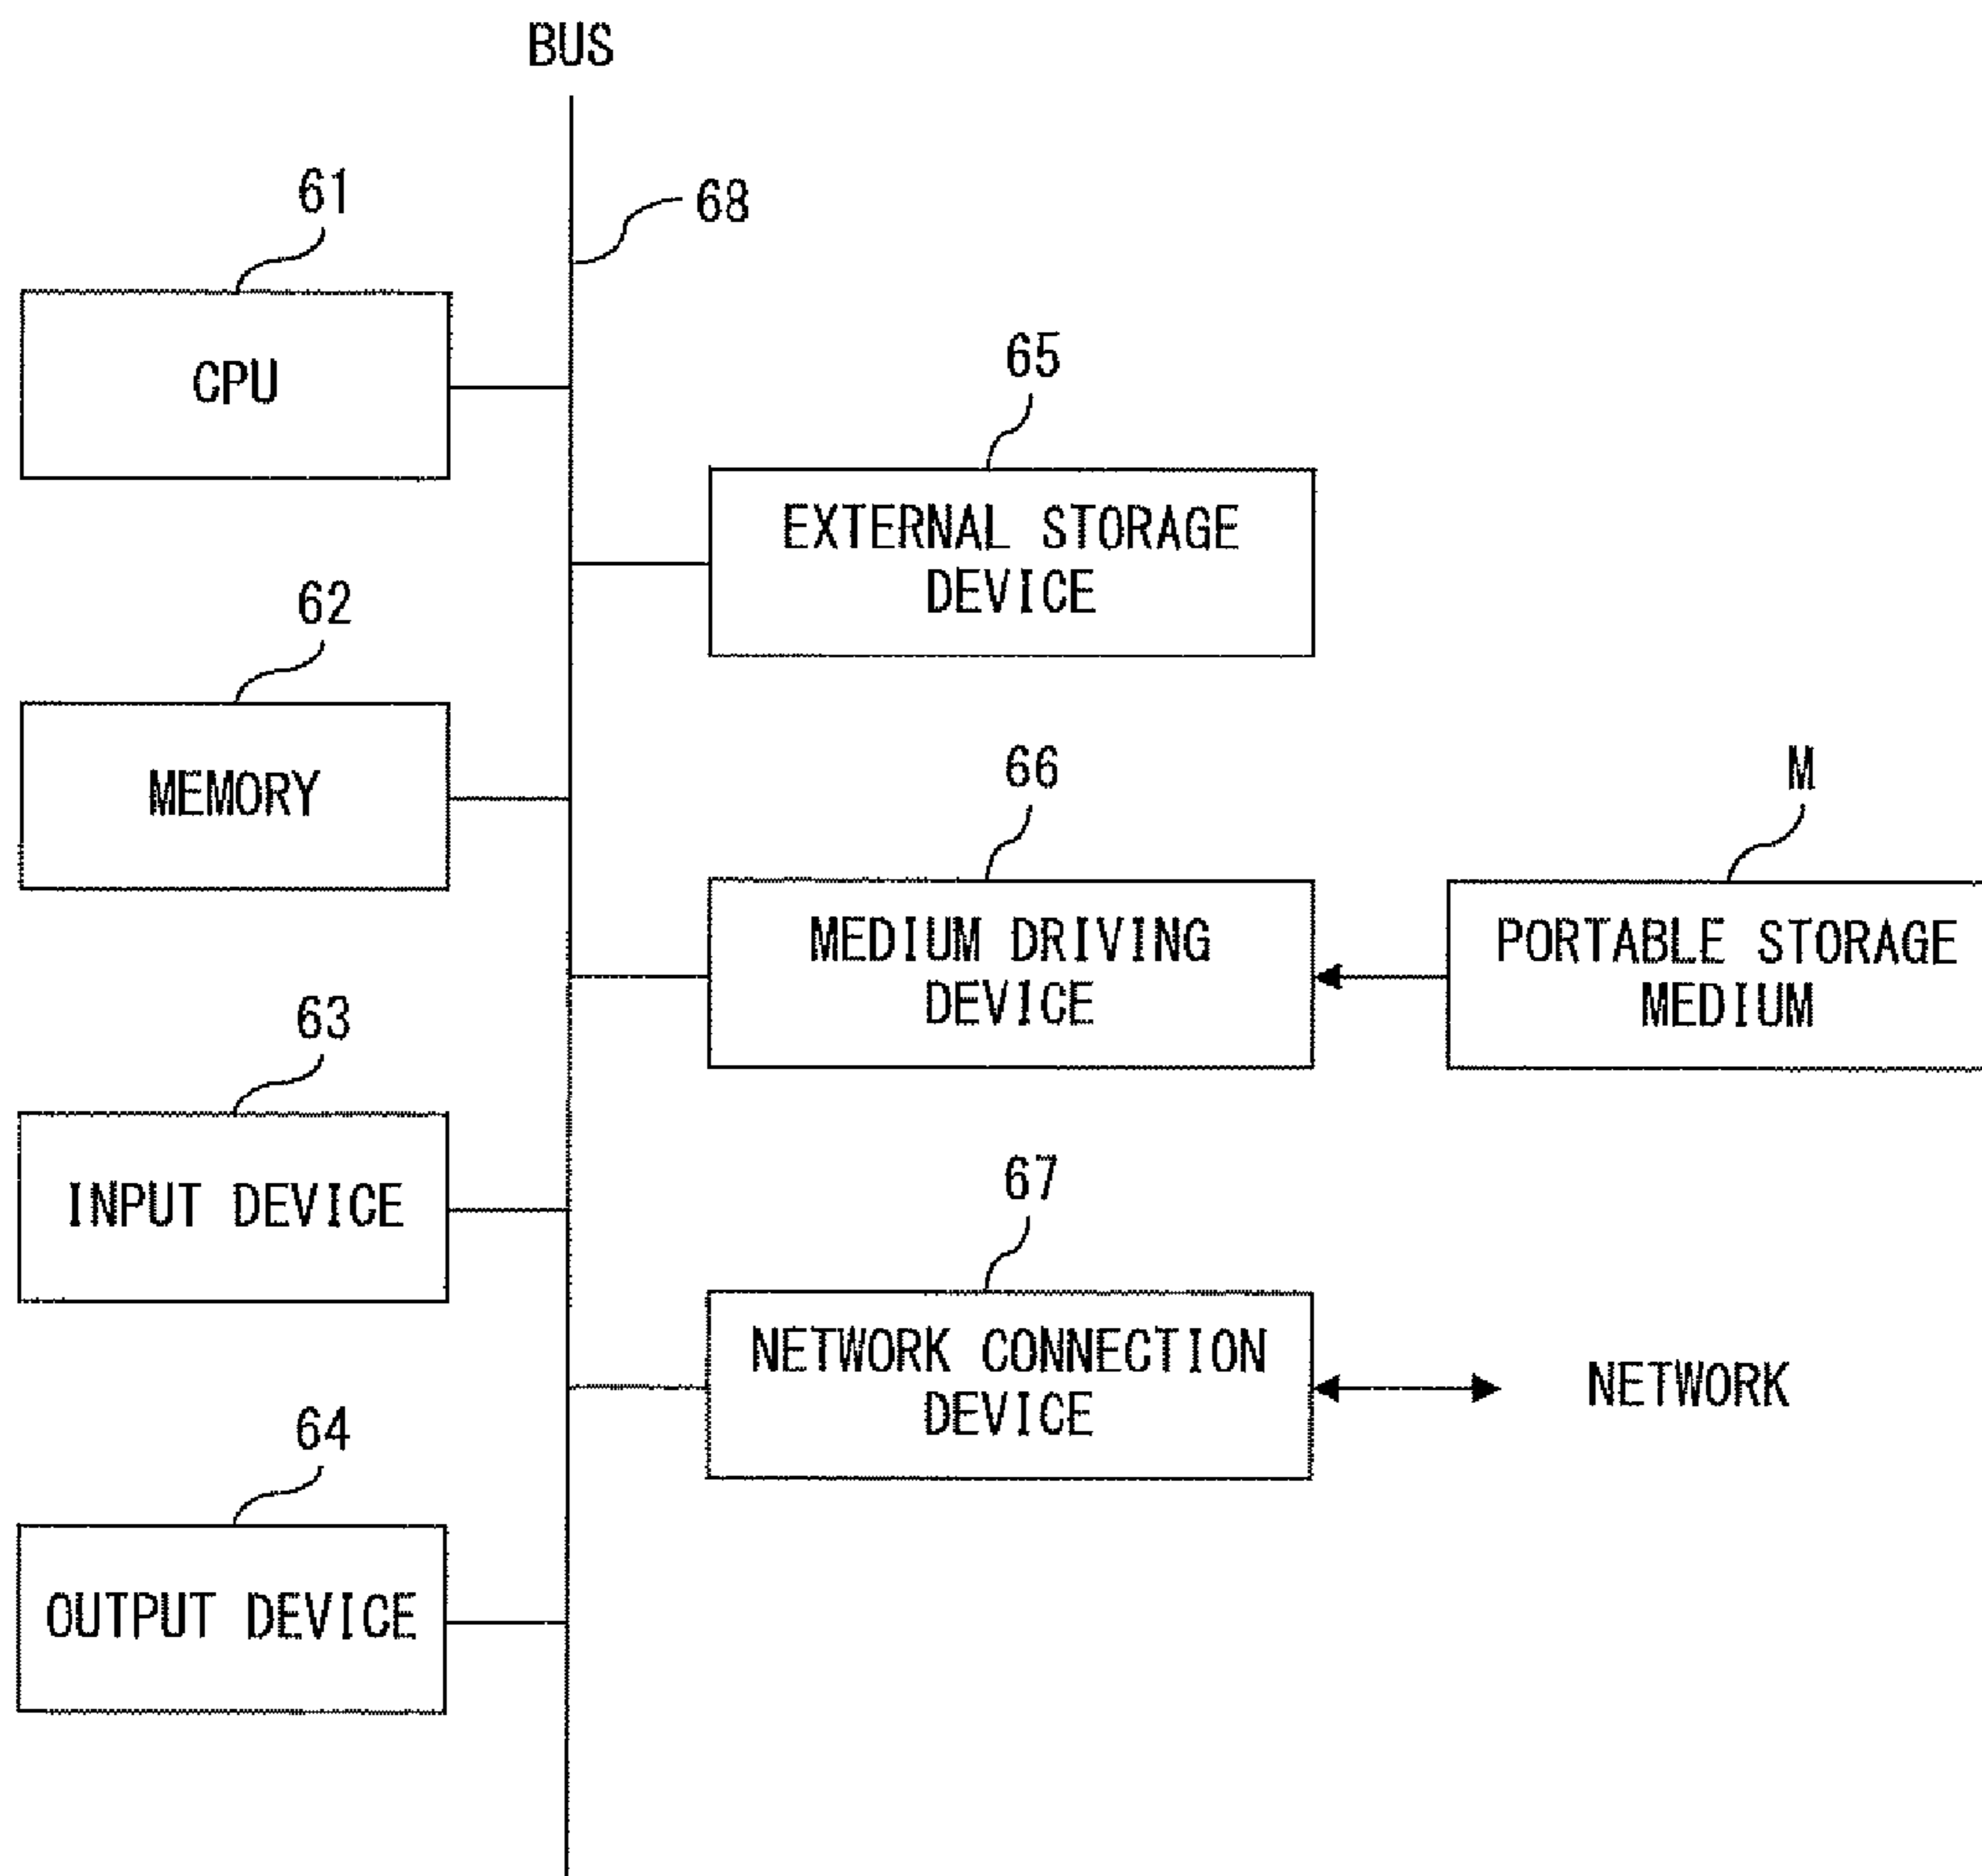 BUS
61
68
CPU
65
EXTERNAL STORAGE
DEVICE
62
MEMORY
66
M
MEDIUM DRIVING
DEVICE
PORTABLE STORAGE
MEDIUM
63
INPUT DEVICE
67
NETWORK CONNECTION
DEVICE
NETWORK
64
OUTPUT DEVICE